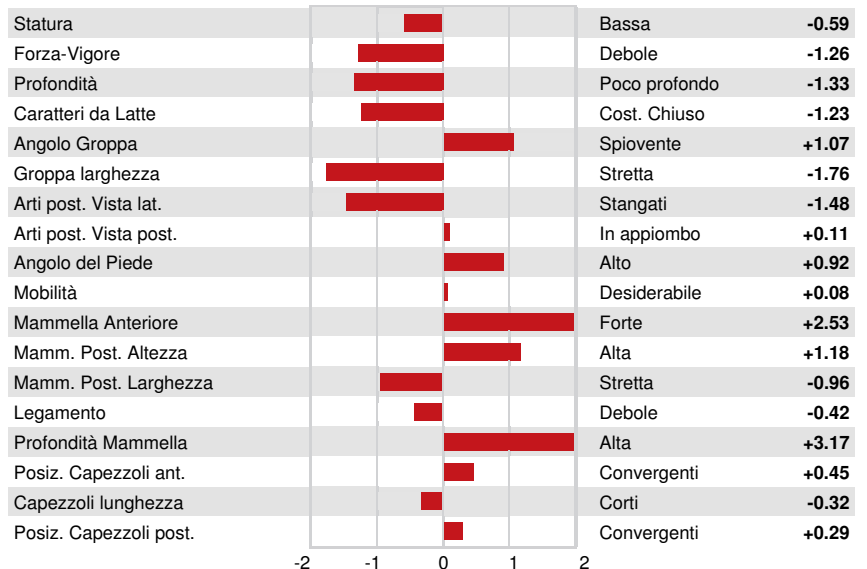 Statura Bassa -0.59
Forza-Vigore Debole -1.26
Profondità Poco profondo -1.33
Caratteri da Latte Cost. Chiuso -1.23
Angolo Groppa Spiovente +1.07
Groppa larghezza Stretta -1.76
Arti post. Vista lat. Stangati -1.48
Arti post. Vista post. In appiombo +0.11
Angolo del Piede Alto +0.92
Mobilità Desiderabile +0.08
Mammella Anteriore Forte +2.53
Mamm. Post. Altezza Alta +1.18
Mamm. Post. Larghezza Stretta -0.96
Legamento Debole -0.42
Profondità Mammella Alta +3.17
Posiz. Capezzoli ant. Convergenti +0.45
Capezzoli lunghezza Corti -0.32
Posiz. Capezzoli post. Convergenti +0.29
-2 -1 0 1 2